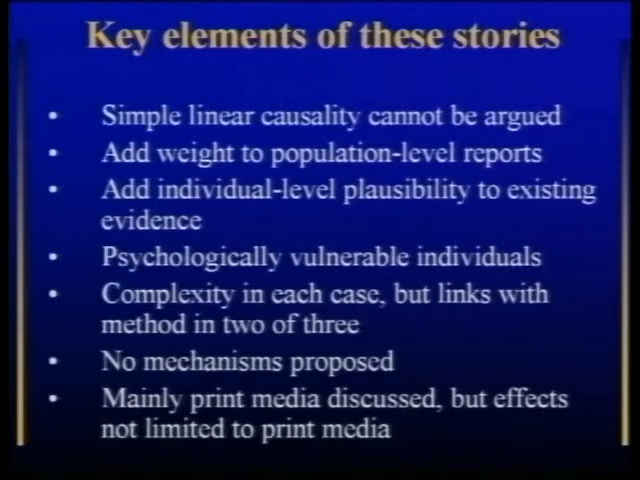 Key elements of these stories
• Simple linear causality cannot be argued
• Add weight to population-level reports
• Add individual-level plausibility to existing
evidence
• Psychologically vulnerable individuals
• Complexity in each case, but links with
method in two of three
• No mechanisms proposed
• Mainly print media discussed, but effects
not limited to print media